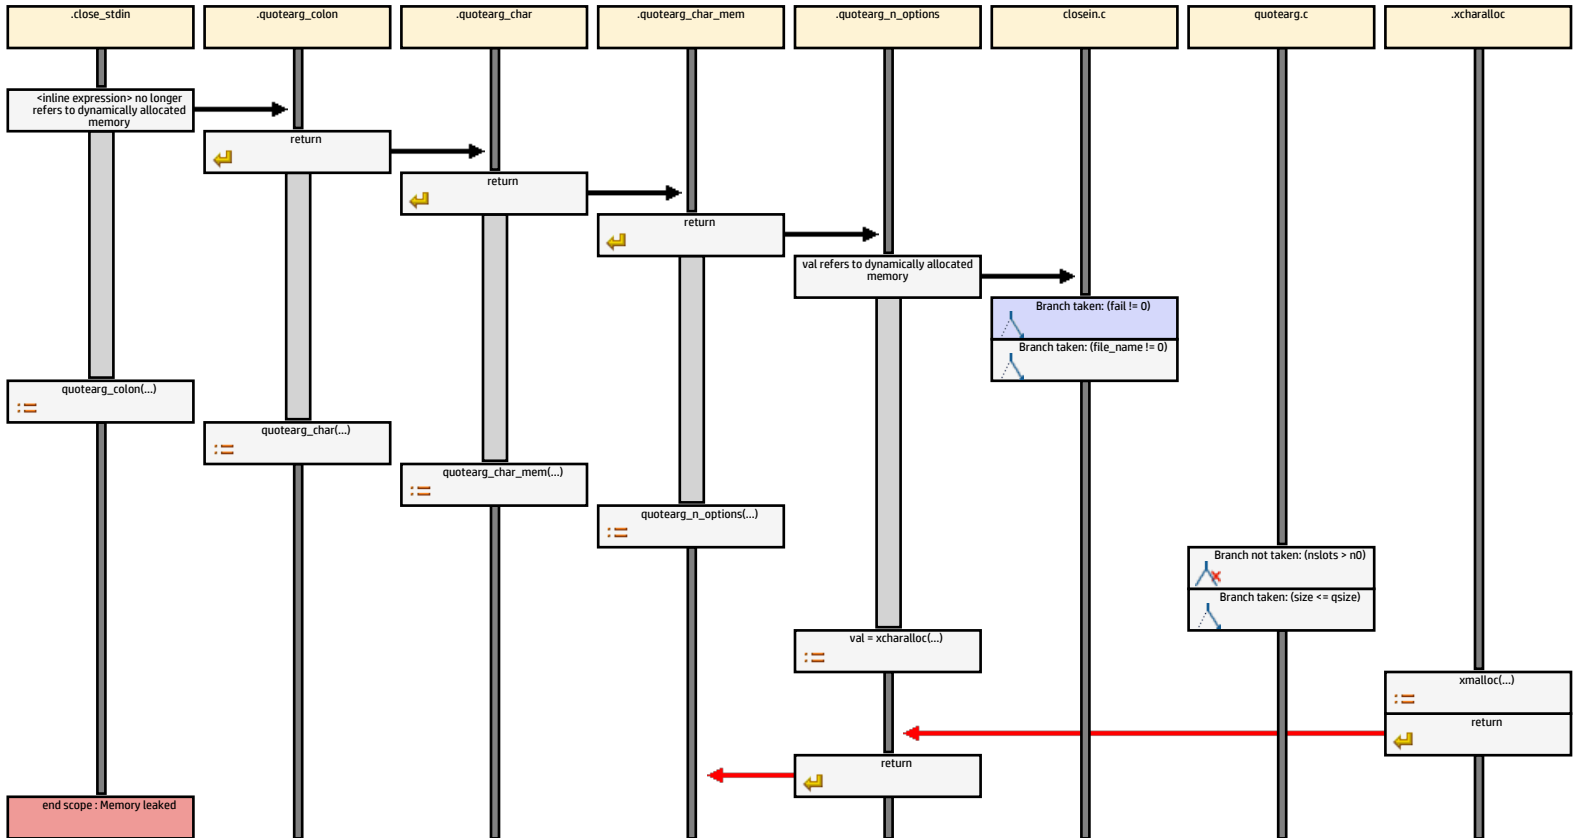 .close_stdin
.quotearg_colon
.quotearg_char
.quotearg_char_mem
.quotearg_n_options
closein.c
quotearg.c
.xcharalloc
<inline expression> no longer
refers to dynamically allocated
memory
return
return
return
val refers to dynamically allocated
memory
Branch taken: (fail != 0)
Branch taken: (file_name != 0)
quotearg_colon(...)
quotearg_char(...)
quotearg_char_mem(...)
quotearg_n_options(...)
Branch not taken: (nslots > n0)
Branch taken: (size <= qsize)
val = xcharalloc(...)
xmalloc(...)
return
return
end scope : Memory leaked